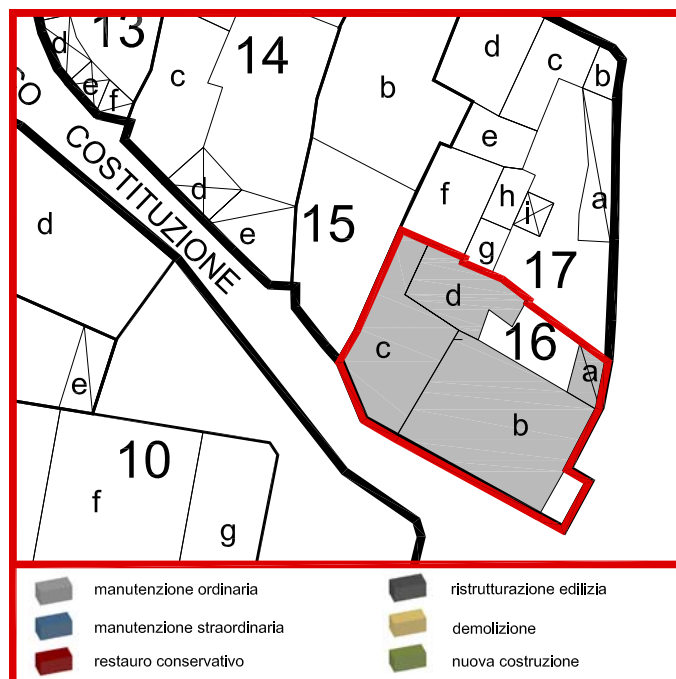 13
d
e
f
c
14
b
d
c
b
e
a
f
h
i
g
17
CO COSTITUZIONE
d
e
15
d
e
d
16
a
c
b
10
f
g
manutenzione ordinaria
manutenzione straordinaria
restauro conservativo
ristrutturazione edilizia
demolizione
nuova costruzione